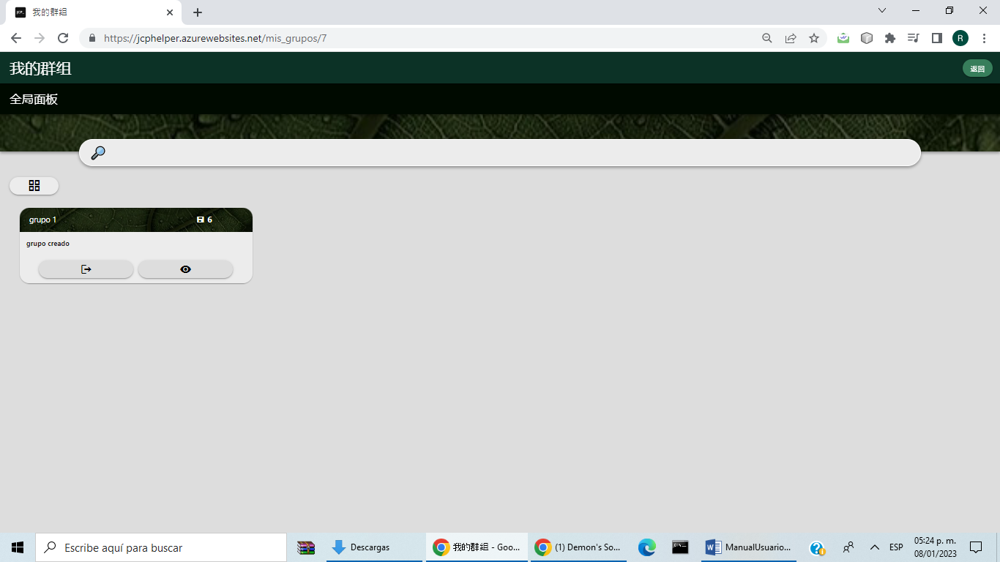 我的群组
https://jcphelper.azurewebsites.net/mis_grupos/7
R
我的群组
返回
全局面板
grupo 1
6
grupo creado
Escribe aquí para buscar
Descargas
我的群组 - Goo...
(1) Demon's So...
ManualUsuario...
ESP
05:24 p. m.
08/01/2023